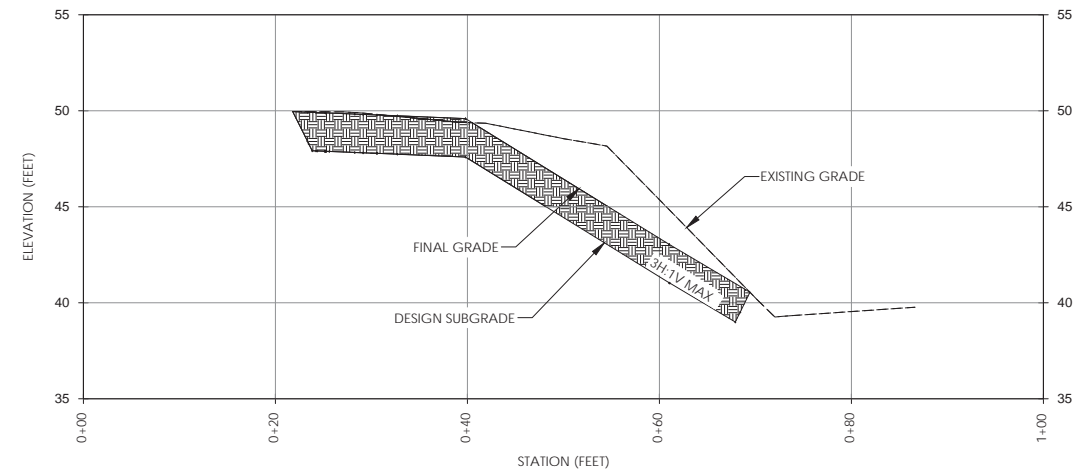 55 55
50 50
EXISTING GRADE
ELEVATION (FEET)
45 45
FINAL GRADE
3H:1V MAX
DESIGN SUBGRADE
40 40
35 35
0+00 0+20 0+40 0+60 0+80 1+00
STATION (FEET)